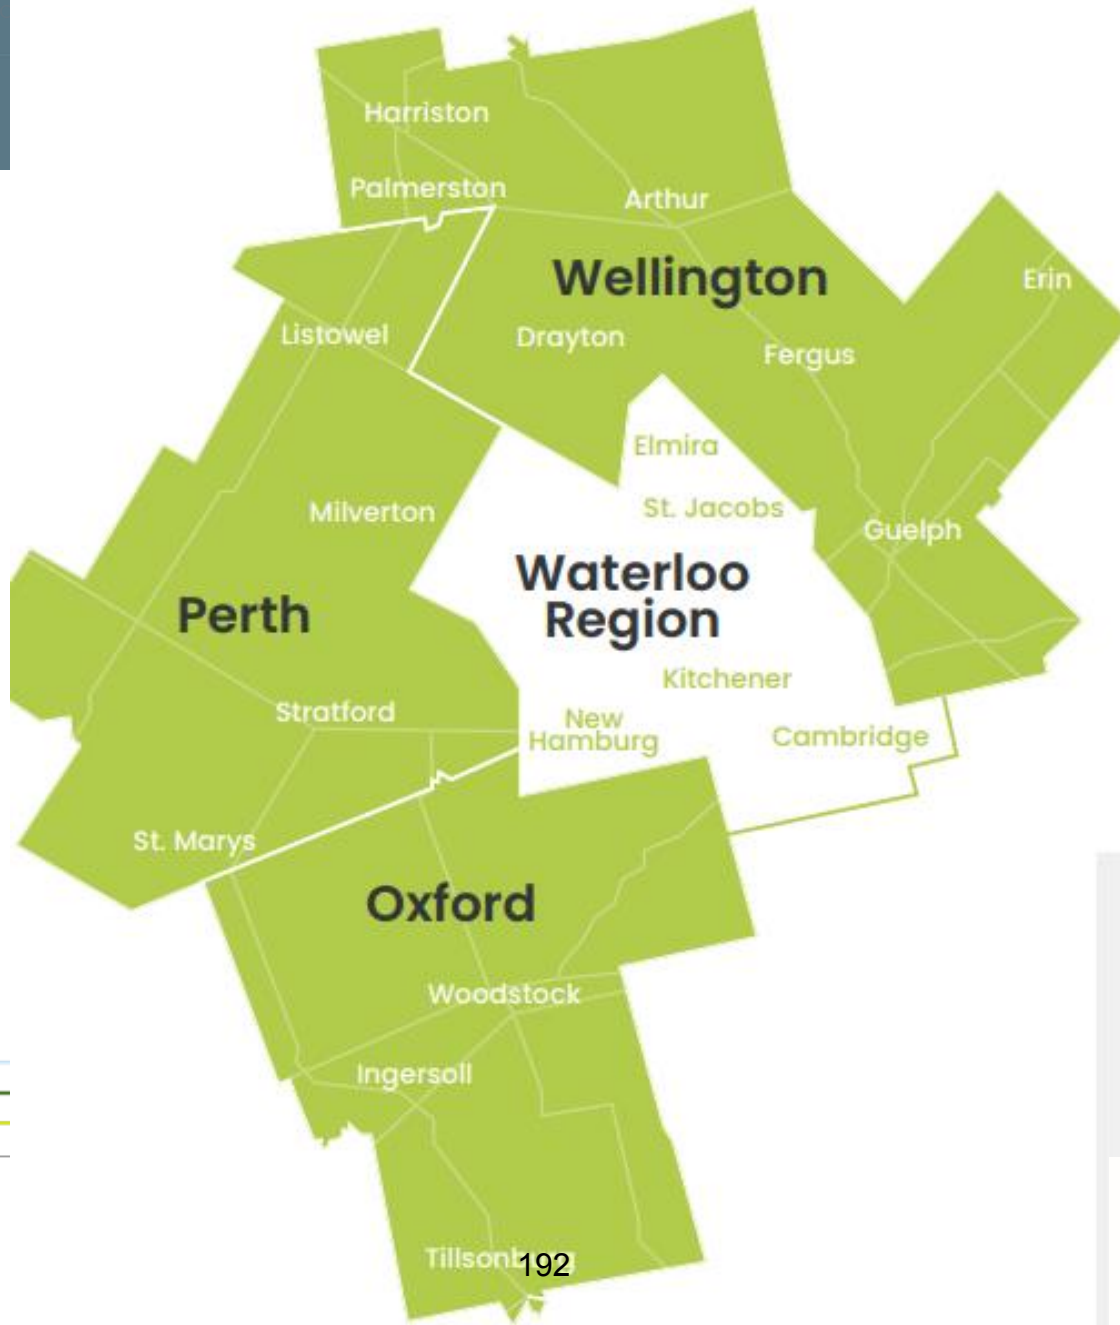 Harriston
Palmerston
Arthur
Wellington
Erin
Listowel
Drayton
Fergus
Elmira
Milverton
St. Jacobs
Guelph
Waterloo
Region
Perth
Kitchener
Stratford
New
Hamburg
Cambridge
St. Marys
Oxford
Woodstock
Ingersoll
192